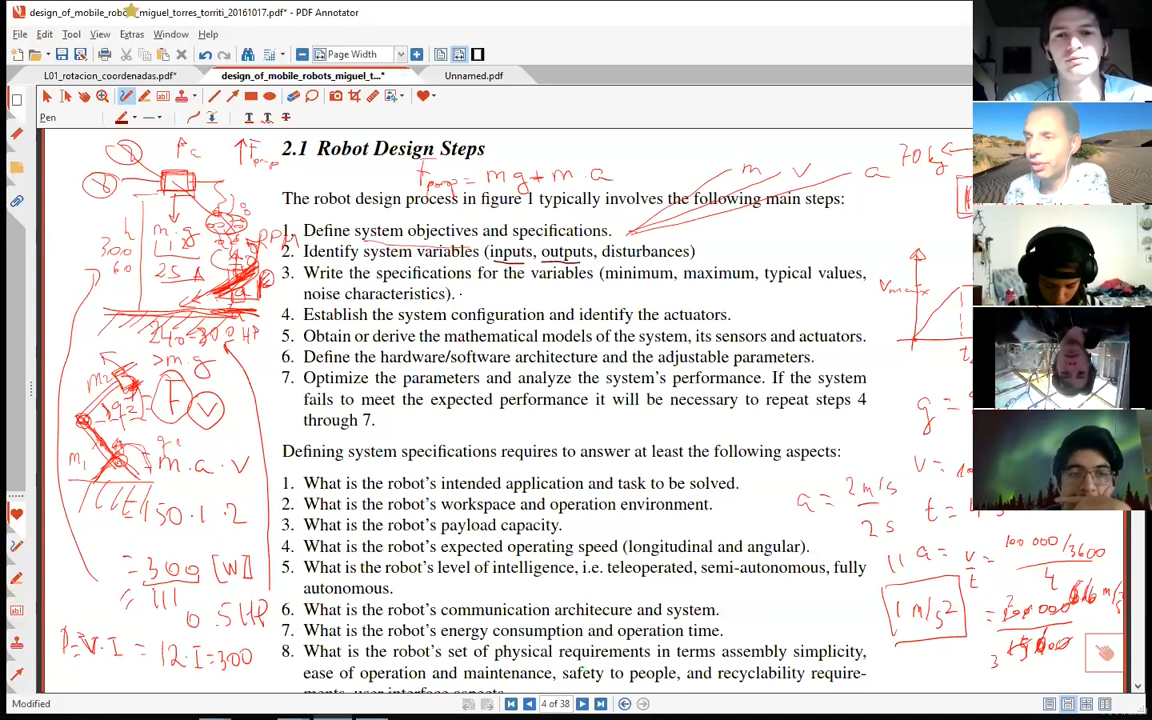 design_of_mobile_robo _miguel_torres_torriti_20161017.pdf* - PDF Annotator
File Edit Tool View Extras Window Help
Page Width
L01_rotacion_coordenadas.pdf* design_of_mobile_robots_miguel_t...* Unnamed.pdf
Pen
2.1 Robot Design Steps
= mg + m . a
m v a
70 kg
The robot design process in figure 1 typically involves the following main steps:
1. Define system objectives and specifications.
2. Identify system variables (inputs, outputs, disturbances)
3. Write the specifications for the variables (minimum, maximum, typical values,
noise characteristics).
4. Establish the system configuration and identify the actuators.
5. Obtain or derive the mathematical models of the system, its sensors and actuators.
6. Define the hardware/software architecture and the adjustable parameters.
7. Optimize the parameters and analyze the system's performance. If the system
fails to meet the expected performance it will be necessary to repeat steps 4
through 7.
Defining system specifications requires to answer at least the following aspects:
1. What is the robot's intended application and task to be solved.
2. What is the robot's workspace and operation environment.
3. What is the robot's payload capacity.
4. What is the robot's expected operating speed (longitudinal and angular).
5. What is the robot's level of intelligence, i.e. teleoperated, semi-autonomous, fully
autonomous.
6. What is the robot's communication architecure and system.
7. What is the robot's energy consumption and operation time.
8. What is the robot's set of physical requirements in terms assembly simplicity,
ease of operation and maintenance, safety to people, and recyclability require-
h
m.g
25 A
RPM
> m.g
F
V
= m.a.v
150.1.2
= 300 [W]
0.5 HP
= V.I = 12.I = 300
g =
a = 2 m/s
2 s
a = v = 100 000/3600
t 4
1 m/s²
Modified
4 of 38